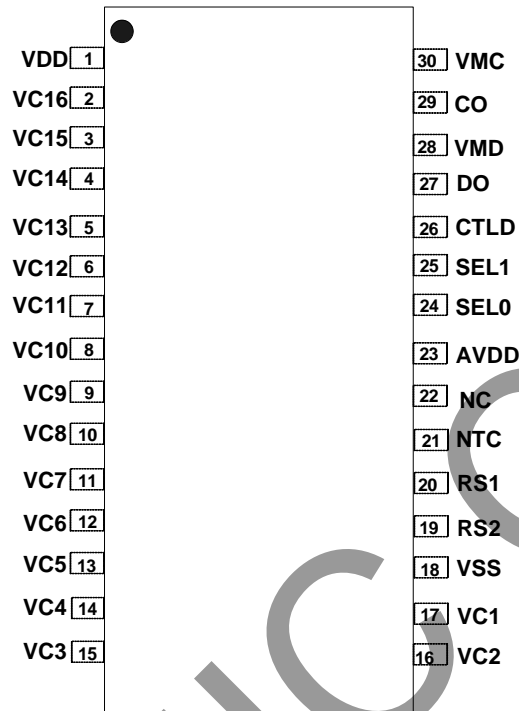 VDD 1 30 VMC
VC16 2 29 CO
VC15 3 28 VMD
VC14 4 27 DO
VC13 5 26 CTLD
VC12 6 25 SEL1
VC11 7 24 SEL0
VC10 8 23 AVDD
VC9 9 22 NC
VC8 10 21 NTC
VC7 11 20 RS1
VC6 12 19 RS2
VC5 13 18 VSS
VC4 14 17 VC1
VC3 15 16 VC2